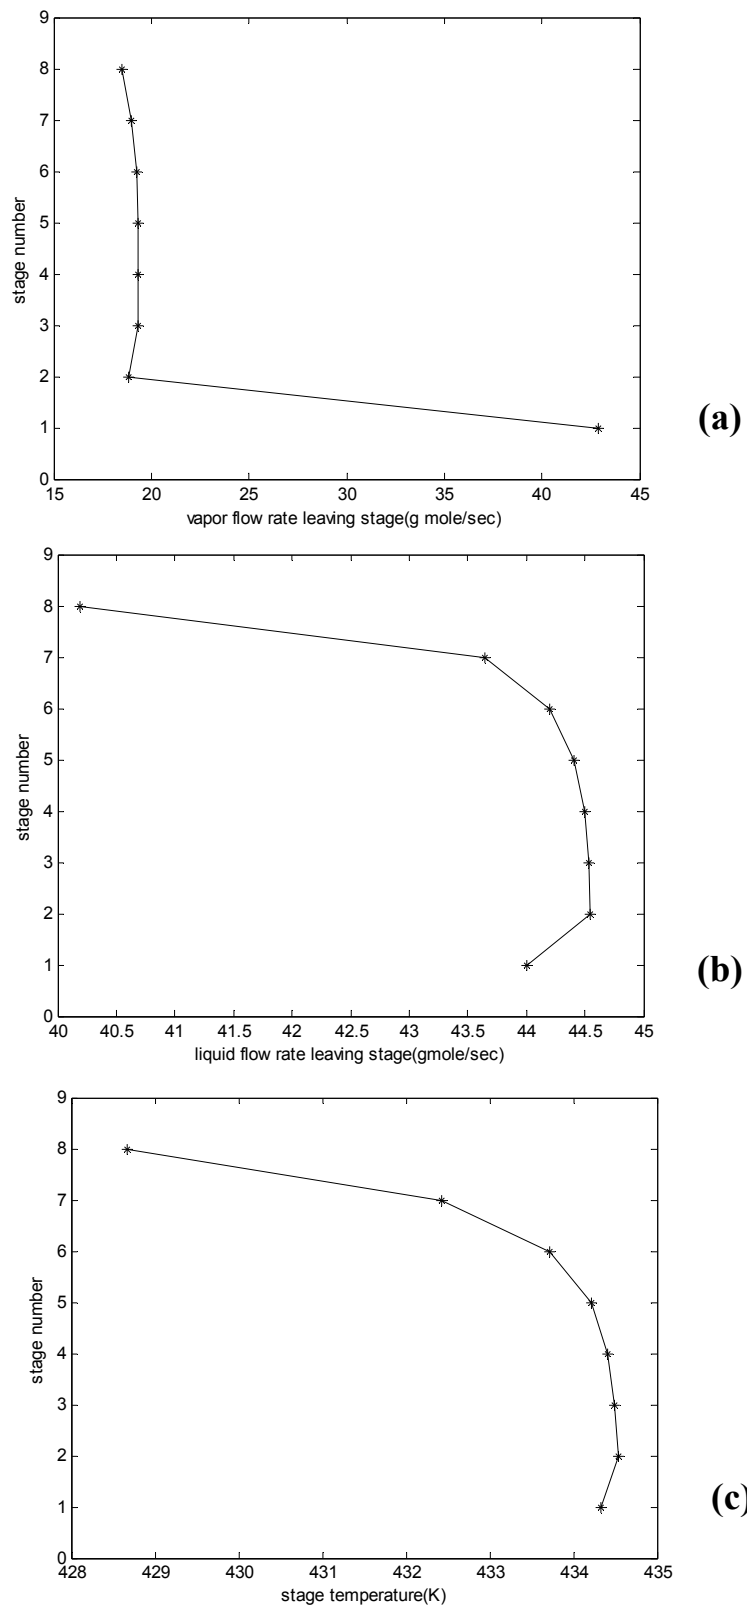 9
8
7
6
5
4
3
2
1
0
stage number
15 20 25 30 35 40 45
vapor flow rate leaving stage(g mole/sec)
(a)
9
8
7
6
5
4
3
2
1
0
stage number
40 40.5 41 41.5 42 42.5 43 43.5 44 44.5 45
liquid flow rate leaving stage(gmole/sec)
(b)
9
8
7
6
5
4
3
2
1
0
stage number
428 429 430 431 432 433 434 435
stage temperature(K)
(c)